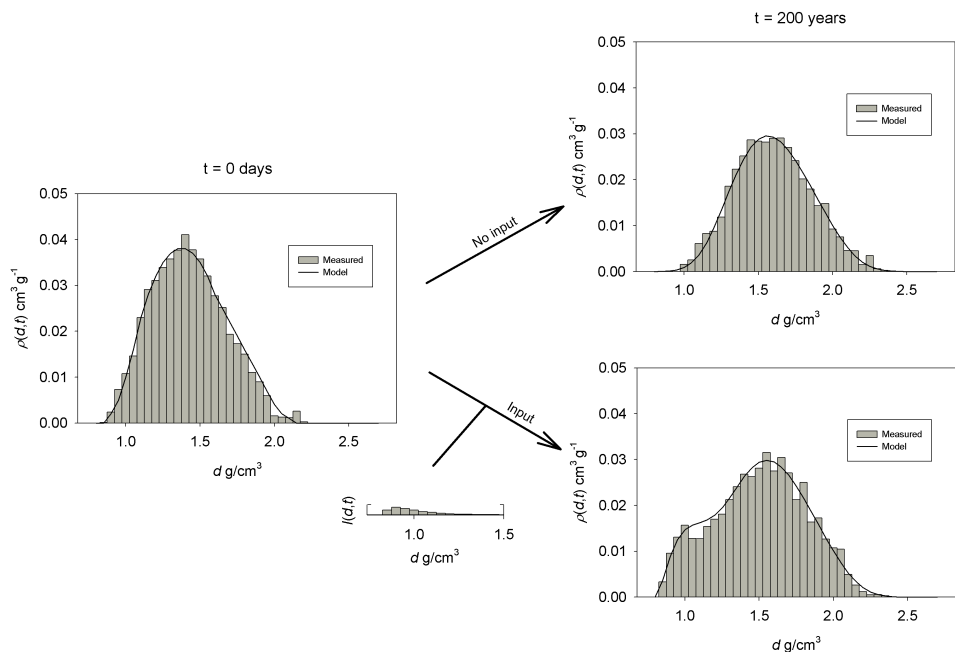 t = 0 days
ρ(d,t) cm³ g⁻¹
0.05
0.04
0.03
0.02
0.01
0.00
Measured
Model
1.0 1.5 2.0 2.5
d g/cm³
No input
Input
I(d,t)
1.0 1.5
d g/cm³
t = 200 years
ρ(d,t) cm³ g⁻¹
0.05
0.04
0.03
0.02
0.01
0.00
Measured
Model
1.0 1.5 2.0 2.5
d g/cm³
ρ(d,t) cm³ g⁻¹
0.05
0.04
0.03
0.02
0.01
0.00
Measured
Model
1.0 1.5 2.0 2.5
d g/cm³